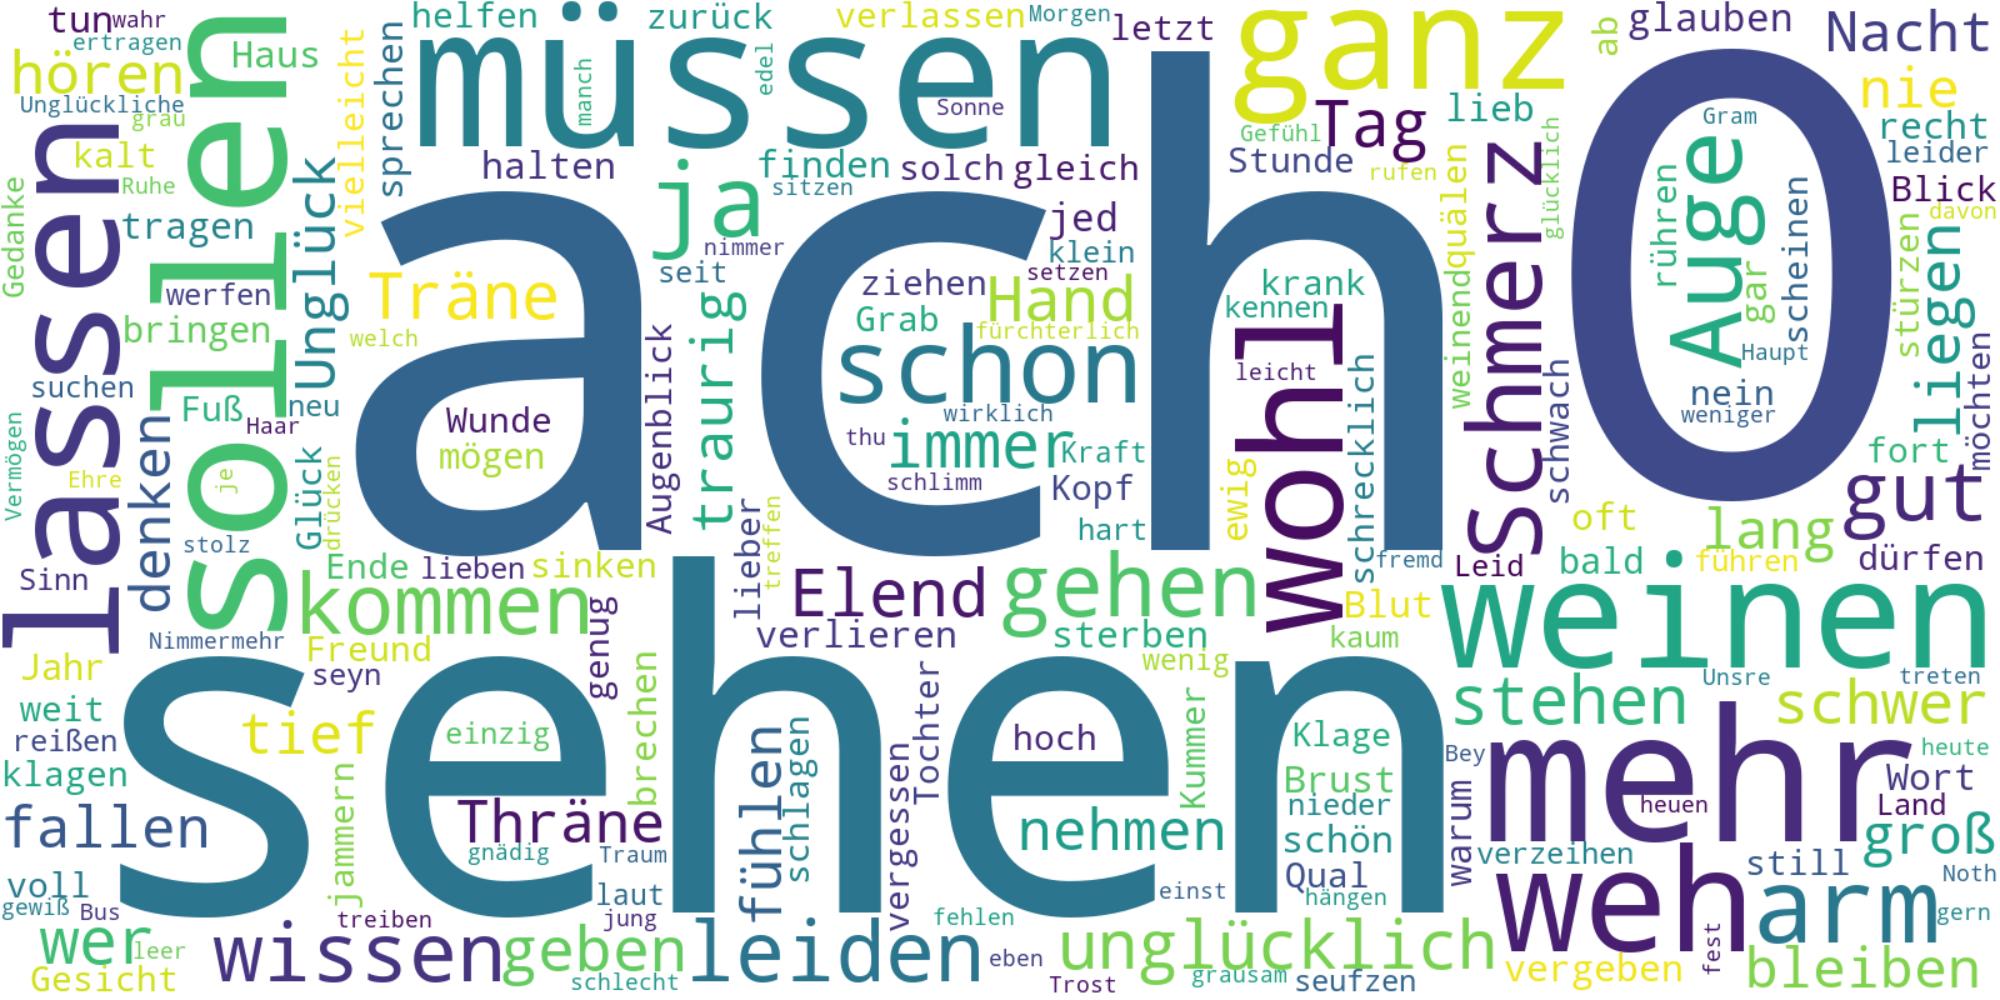 tun
wahr
helfen
zurück
verlassen
Morgen
letzt
ganz
ab
glauben
Nacht
ertragen
Haus
hören
müssen
manch
edel
Sonne
nie
Unglückliche
grau
sollen
vielleicht
sprechen
Gefühl
Tag
lieb
Gram
recht
leider
kalt
Ruhe
halten
ja
finden
sitzen
solch
gleich
Stunde
rufen
glücklich
Blick
davon
Gedanke
lassen
tragen
Unglück
ach
nimmer
jed
klein
weinend
quälen
Schmerz
O
rühren
Auge
gar
scheinen
Haupt
stürzen
liegen
werfen
bringen
Träne
welch
seit
traurig
ziehen
setzen
Hand
Grab
fürchterlich
krank
kennen
schon
wohl
leicht
schrecklich
suchen
Fuß
Haar
neu
Wunde
mögen
Augenblick
wirklich
thu
immer
Kraft
schlimm
Kopf
nein
weniger
möchten
Vermögen
Ehre
denken
je
Glück
drücken
hart
ewig
schwach
fort
gut
oft
lang
stolz
Sinn
Ende
lieben
sinken
lieber
treffen
Elend
gehen
fremd
Leid
bald
führen
dürfen
kommen
genug
verlieren
sterben
Blut
kaum
weinen
Nimmermehr
Freund
seyn
wenig
Unsre
treten
Jahr
sehen
weit
reißen
klagen
tief
einzig
brechen
fühlen
schlagen
Tochter
vergessen
hoch
Kummer
Klage
Brust
nieder
schön
Qual
hängen
stehen
schwer
Bey
mehr
heute
Wort
heuen
Land
groß
warum
fallen
jammern
Thräne
gnädig
Traum
nehmen
verzeihen
still
Noth
voll
gewiß
Bus
treiben
laut
jung
einst
fehlen
weh
arm
gern
wer
leer
wissen
geben
leiden
eben
unglücklich
fest
bleiben
Gesicht
schlecht
Trost
grausam
seufzen
vergeben